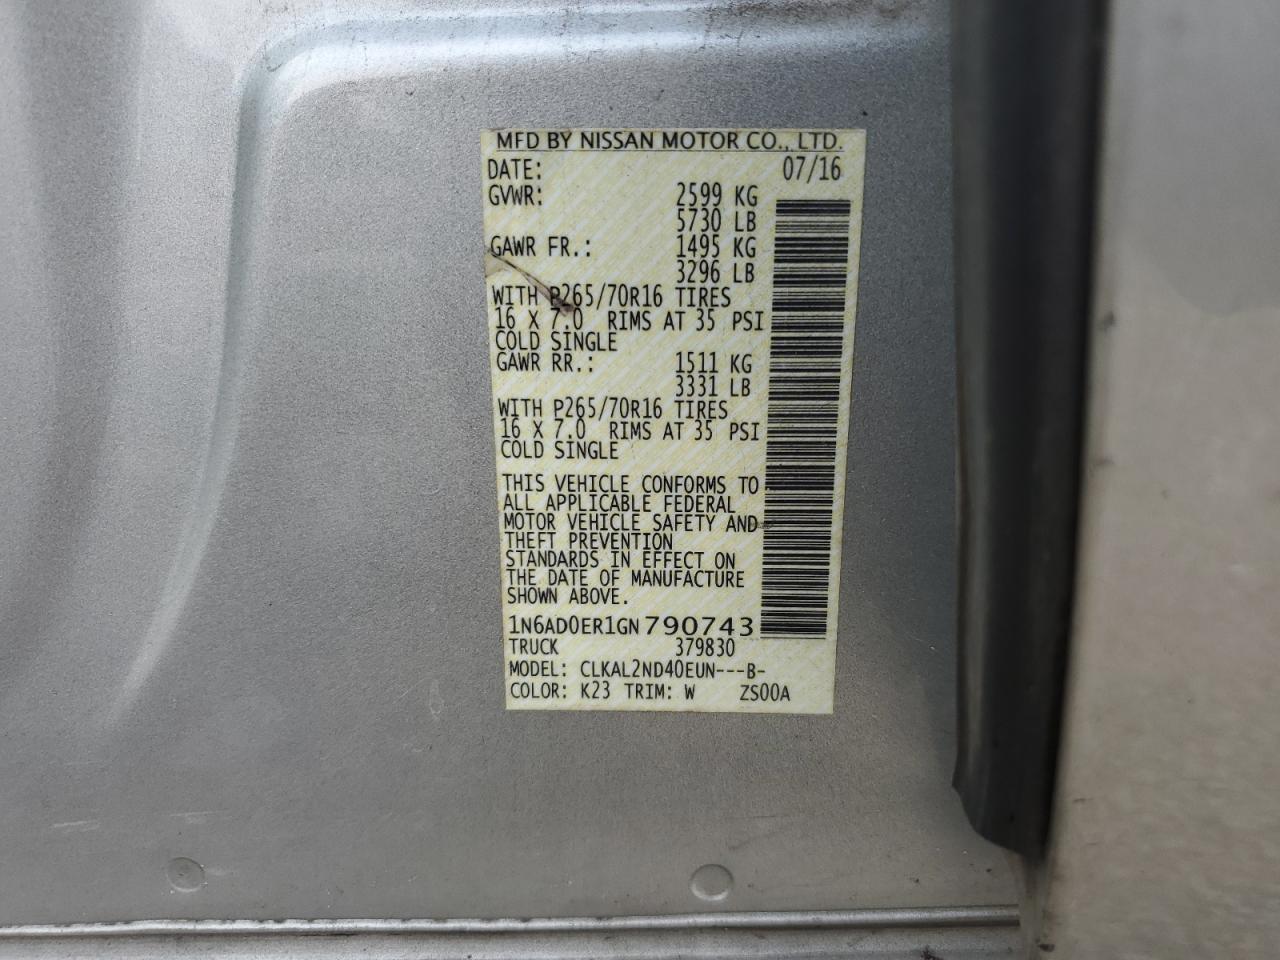 MFD BY NISSAN MOTOR CO., LTD.
DATE: 07/16
GVWR: 2599 KG
5730 LB
GAWR FR.: 1495 KG
3296 LB
WITH P265/70R16 TIRES
16 X 7.0 RIMS AT 35 PSI
COLD SINGLE
GAWR RR.: 1511 KG
3331 LB
WITH P265/70R16 TIRES
16 X 7.0 RIMS AT 35 PSI
COLD SINGLE
THIS VEHICLE CONFORMS TO
ALL APPLICABLE FEDERAL
MOTOR VEHICLE SAFETY AND
THEFT PREVENTION
STANDARDS IN EFFECT ON
THE DATE OF MANUFACTURE
SHOWN ABOVE.
1N6AD0ER1GN790743
TRUCK 379830
MODEL: CLKAL2ND40EUN---B-
COLOR: K23 TRIM: W ZS00A